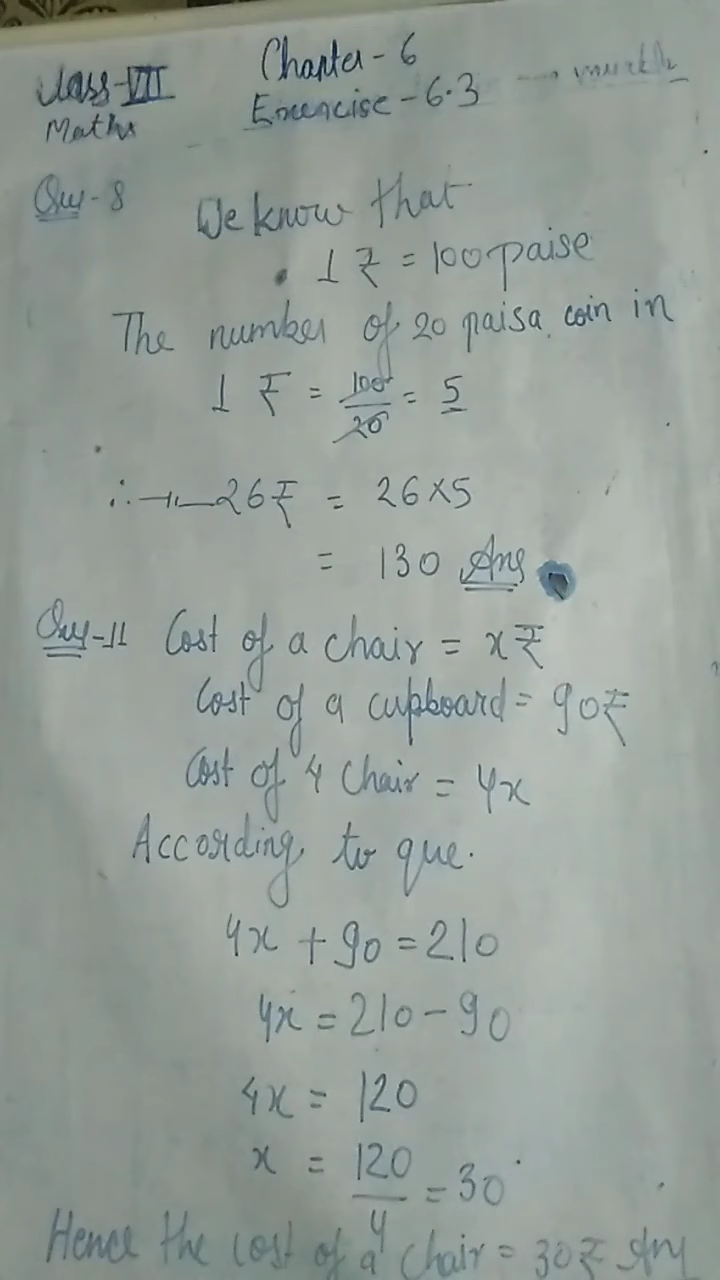 Class-VII
Chapter-6
Maths
Exercise-6.3
Que-8 We know that
1 ₹ = 100 paise
The number of 20 paisa coin in
1 ₹ = 100/20 = 5
∴ —〃— 26₹ = 26×5
= 130 Ans
Que-11 Cost of a chair = x₹
Cost of a cupboard = 90₹
Cost of 4 chair = 4x
According to que.
4x + 90 = 210
4x = 210 - 90
4x = 120
x = 120/4 = 30
Hence the cost of a chair = 30₹ Ans